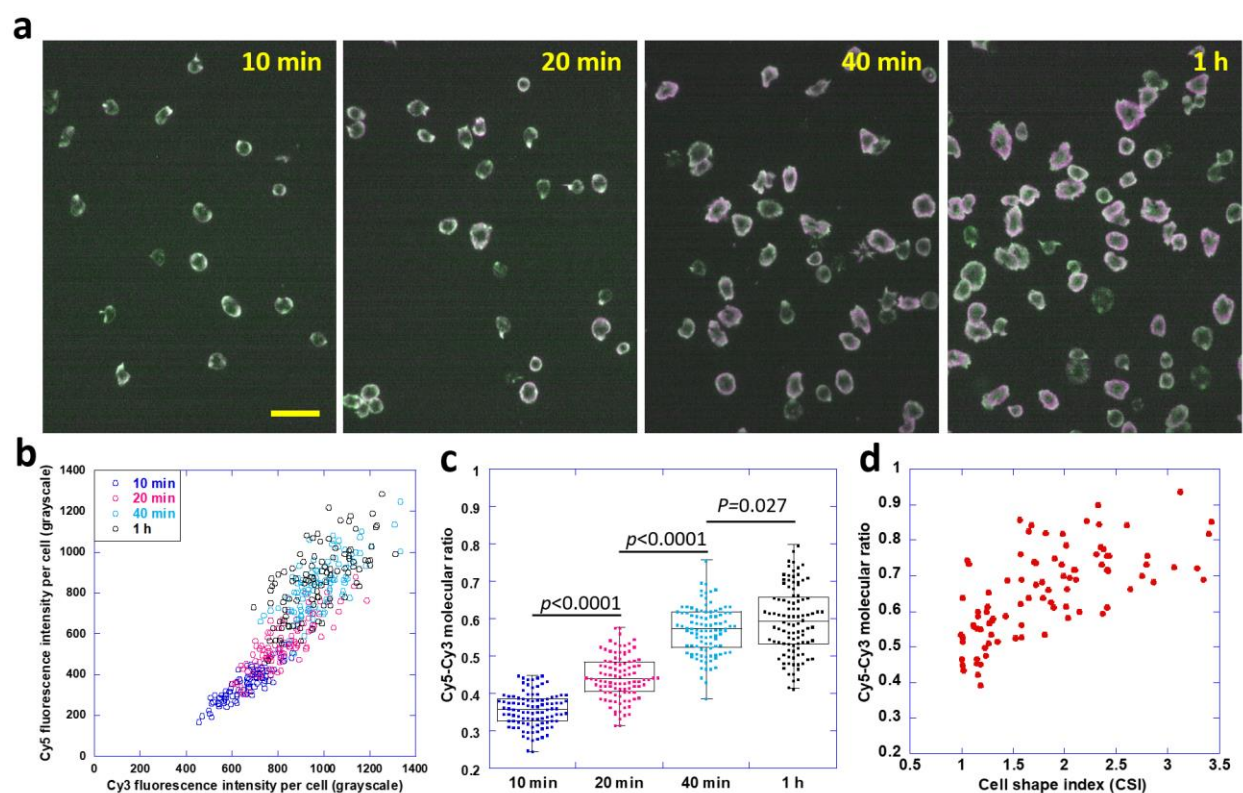 a
10 min
20 min
40 min
1 h
b
Cy5 fluorescence intensity per cell (grayscale)
1400
1200
1000
800
600
400
200
0
10 min
20 min
40 min
1 h
0
200
400
600
800
1000
1200
1400
Cy3 fluorescence intensity per cell (grayscale)
c
Cy5-Cy3 molecular ratio
1
0.9
0.8
0.7
0.6
0.5
0.4
0.3
0.2
p<0.0001
p<0.0001
P=0.027
10 min
20 min
40 min
1 h
d
Cy5-Cy3 molecular ratio
1
0.9
0.8
0.7
0.6
0.5
0.4
0.3
0.2
0.5
1
1.5
2
2.5
3
3.5
Cell shape index (CSI)